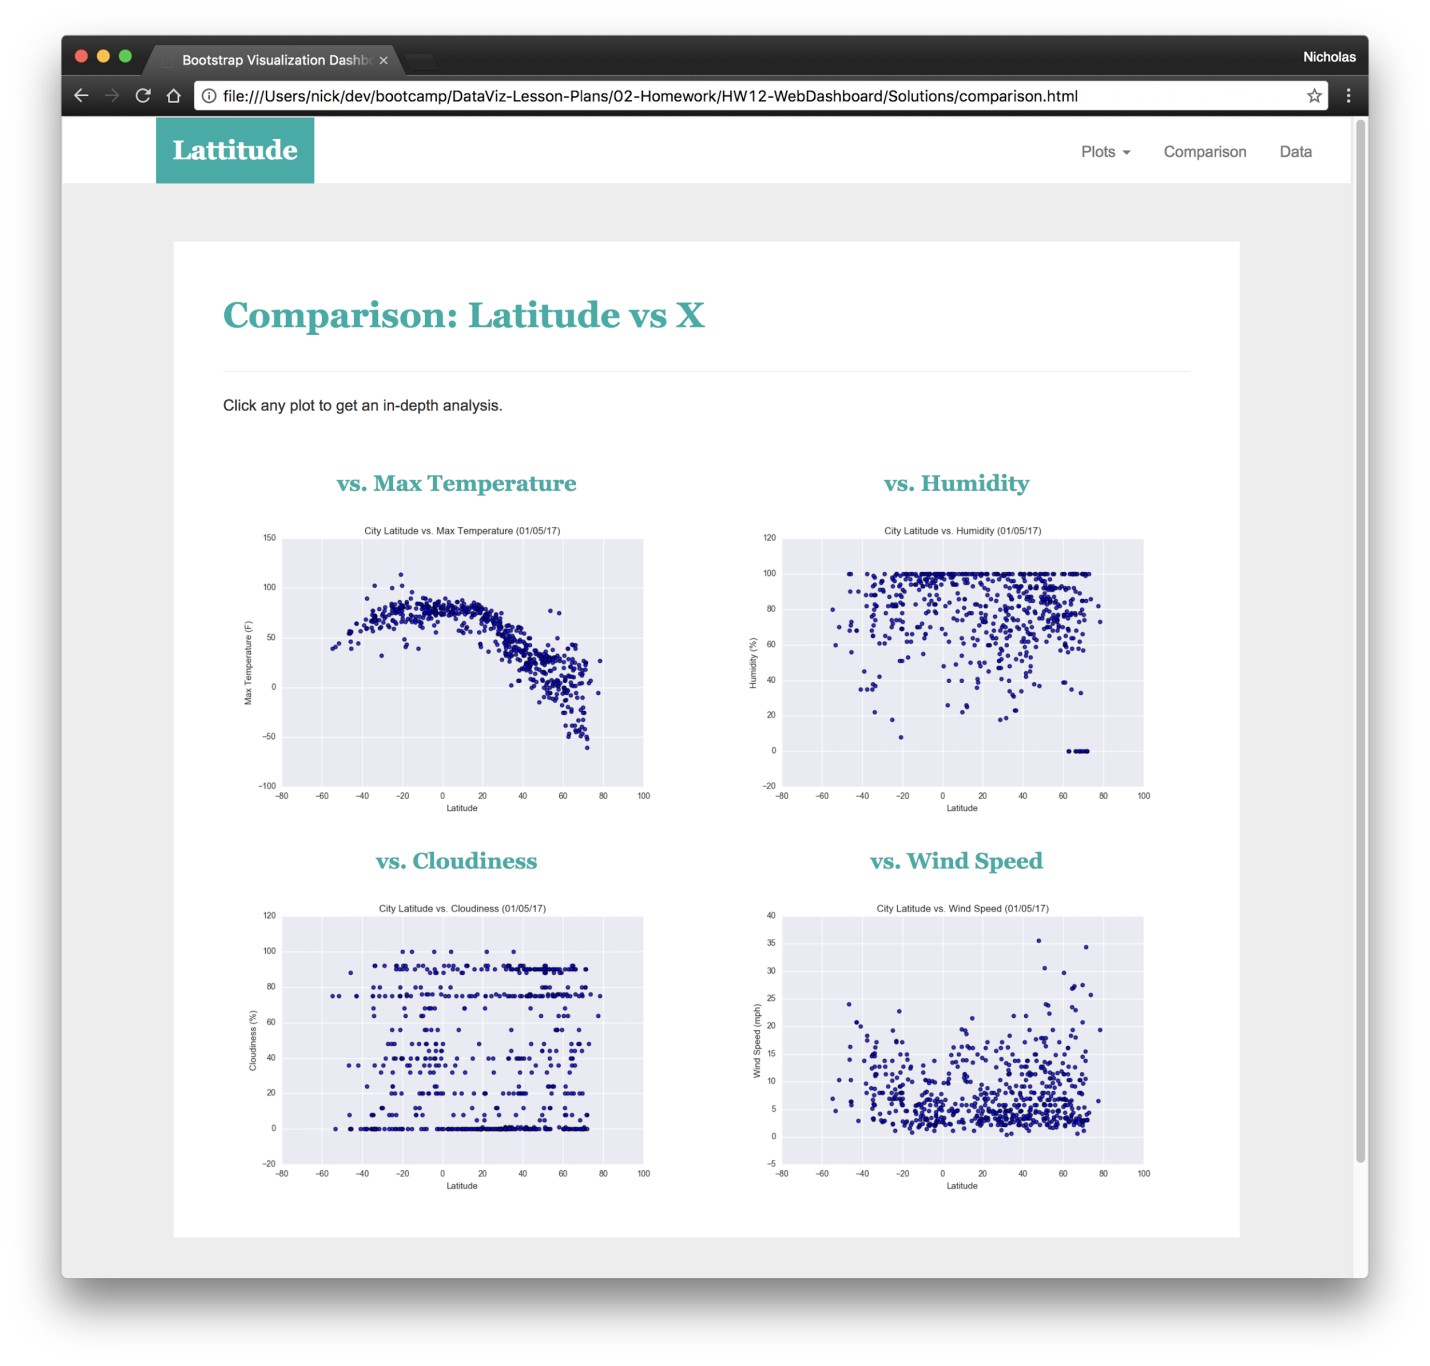 Bootstrap Visualization Dashbo
Nicholas
file:///Users/nick/dev/bootcamp/DataViz-Lesson-Plans/02-Homework/HW12-WebDashboard/Solutions/comparison.html
Lattitude
Plots Comparison Data
Comparison: Latitude vs X
Click any plot to get an in-depth analysis.
vs. Max Temperature
City Latitude vs. Max Temperature (01/05/17)
Max Temperature (F)
150
100
50
0
−50
−100
−80 −60 −40 −20 0 20 40 60 80 100
Latitude
vs. Humidity
City Latitude vs. Humidity (01/05/17)
Humidity (%)
120
100
80
60
40
20
0
−20
−80 −60 −40 −20 0 20 40 60 80 100
Latitude
vs. Cloudiness
City Latitude vs. Cloudiness (01/05/17)
Cloudiness (%)
120
100
80
60
40
20
0
−20
−80 −60 −40 −20 0 20 40 60 80 100
Latitude
vs. Wind Speed
City Latitude vs. Wind Speed (01/05/17)
Wind Speed (mph)
40
35
30
25
20
15
10
5
0
−5
−80 −60 −40 −20 0 20 40 60 80 100
Latitude